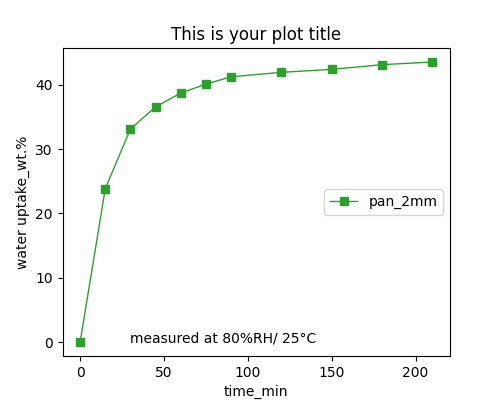 This is your plot title
40
30
20
10
0
water uptake_wt.%
pan_2mm
measured at 80%RH/ 25°C
0 50 100 150 200
time_min